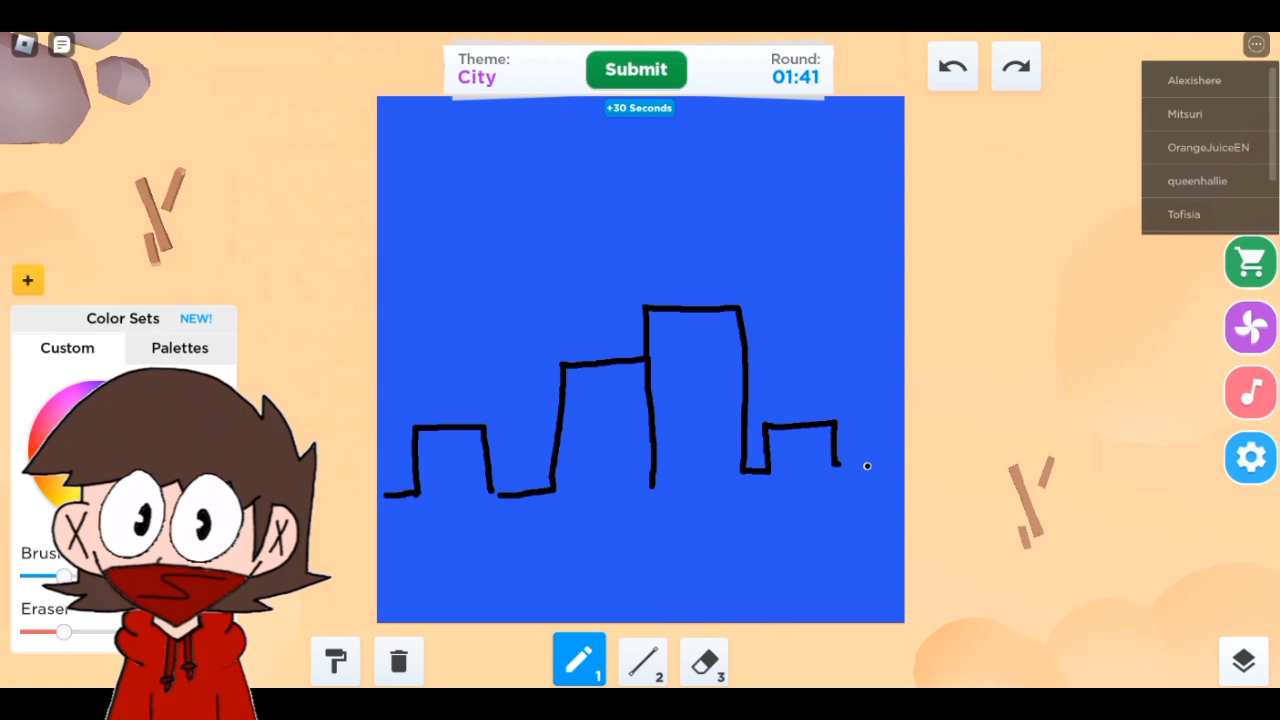 Theme:
City
Submit
Round:
01:41
+30 Seconds
Alexishere
Mitsuri
OrangeJuiceEN
queenhallie
Tofisia
+
Color Sets NEW!
Custom Palettes
Eraser
1
2
3